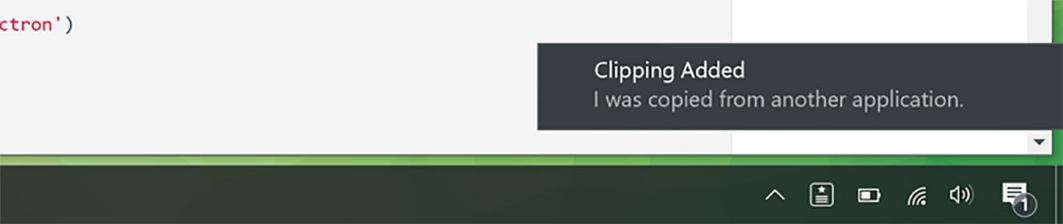 ctron')
Clipping Added
I was copied from another application.
1